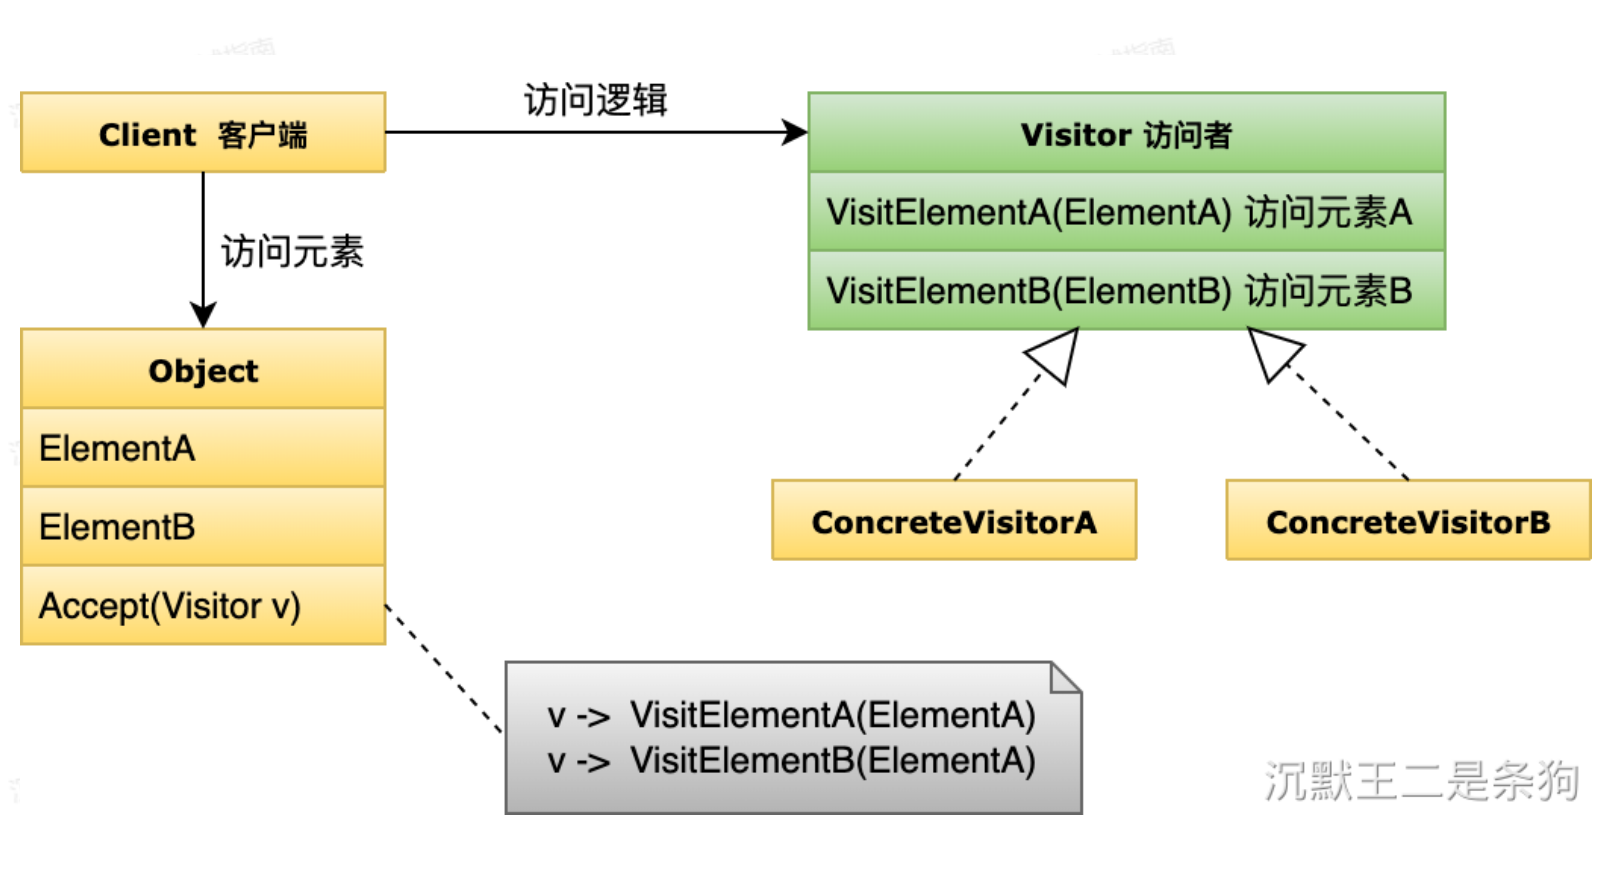 访问逻辑
Client 客户端
Visitor 访问者
VisitElementA(ElementA) 访问元素A
访问元素
VisitElementB(ElementB) 访问元素B
Object
ElementA
ElementB
Accept(Visitor v)
ConcreteVisitorA
ConcreteVisitorB
v -> VisitElementA(ElementA)
v -> VisitElementB(ElementA)
沉默王二是条狗